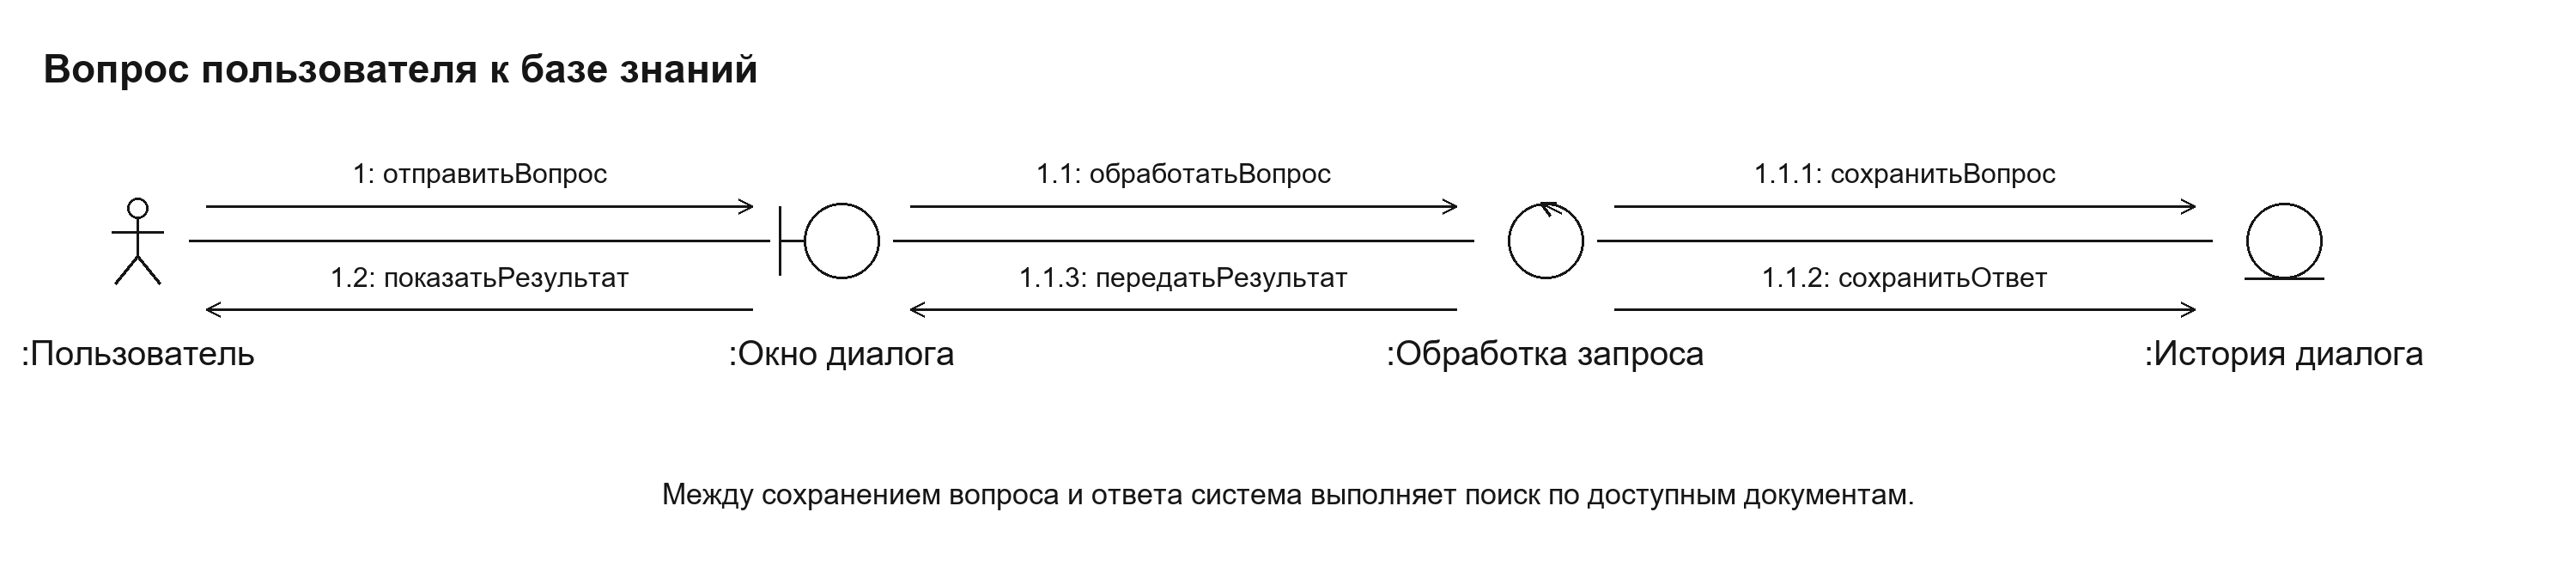 Вопрос пользователя к базе знаний
1: отправитьВопрос
1.1: обработатьВопрос
1.1.1: сохранитьВопрос
1.2: показатьРезультат
1.1.3: передатьРезультат
1.1.2: сохранитьОтвет
:Пользователь
:Окно диалога
:Обработка запроса
:История диалога
Между сохранением вопроса и ответа система выполняет поиск по доступным документам.